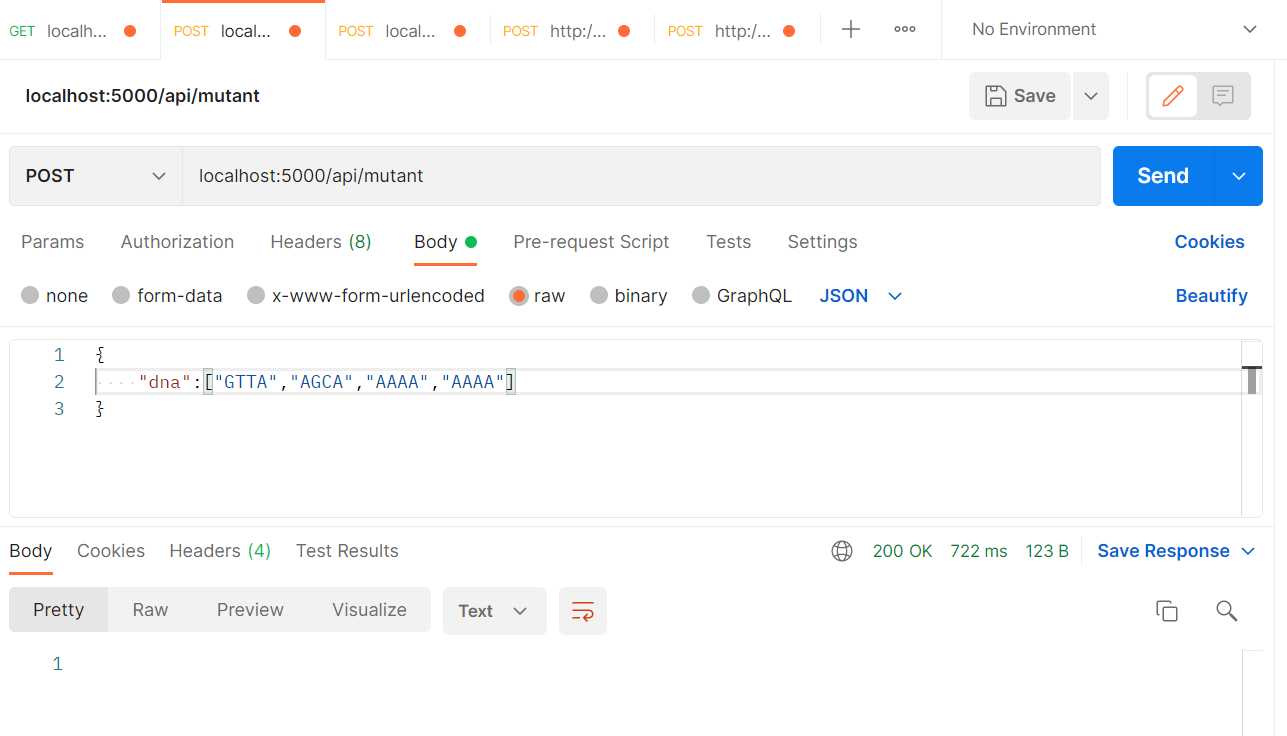 GET localh... POST local... POST local... POST http:/... POST http:/... No Environment
localhost:5000/api/mutant Save
POST localhost:5000/api/mutant Send
Params Authorization Headers (8) Body Pre-request Script Tests Settings Cookies
none form-data x-www-form-urlencoded raw binary GraphQL JSON Beautify
1 {
2 ····"dna":["GTTA","AGCA","AAAA","AAAA"]
3 }
Body Cookies Headers (4) Test Results 200 OK 722 ms 123 B Save Response
Pretty Raw Preview Visualize Text
1